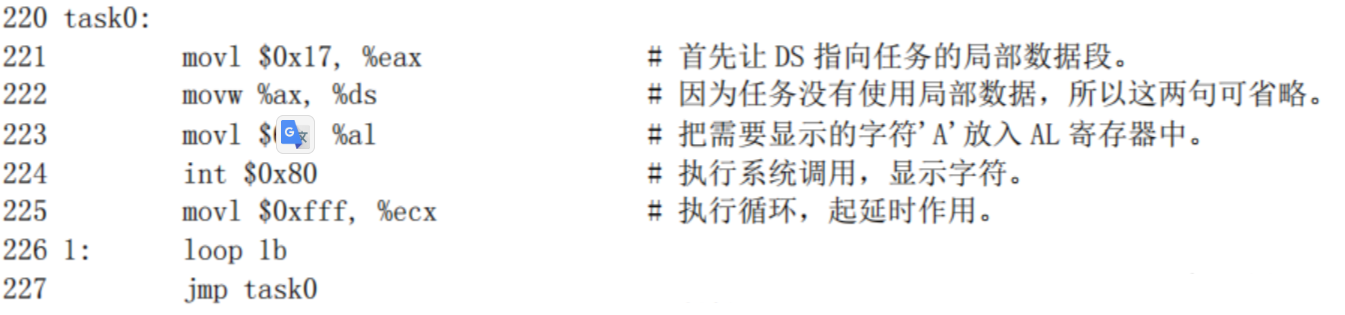 220 task0:
221 movl $0x17, %eax # 首先让 DS 指向任务的局部数据段。
222 movw %ax, %ds # 因为任务没有使用局部数据，所以这两句可省略。
223 movl $ %al # 把需要显示的字符'A'放入 AL 寄存器中。
224 int $0x80 # 执行系统调用，显示字符。
225 movl $0xfff, %ecx # 执行循环，起延时作用。
226 1: loop 1b
227 jmp task0